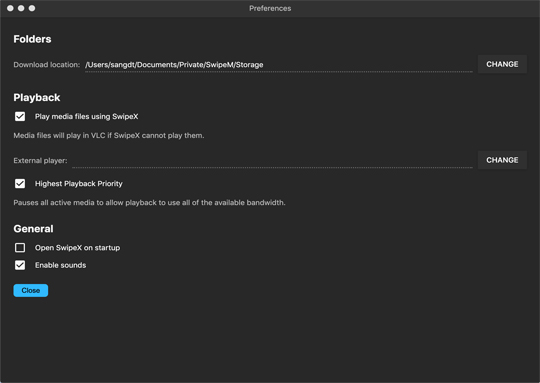 Preferences
Folders
Download location: /Users/sangdt/Documents/Private/SwipeM/Storage CHANGE
Playback
Play media files using SwipeX
Media files will play in VLC if SwipeX cannot play them.
External player: CHANGE
Highest Playback Priority
Pauses all active media to allow playback to use all of the available bandwidth.
General
Open SwipeX on startup
Enable sounds
Close